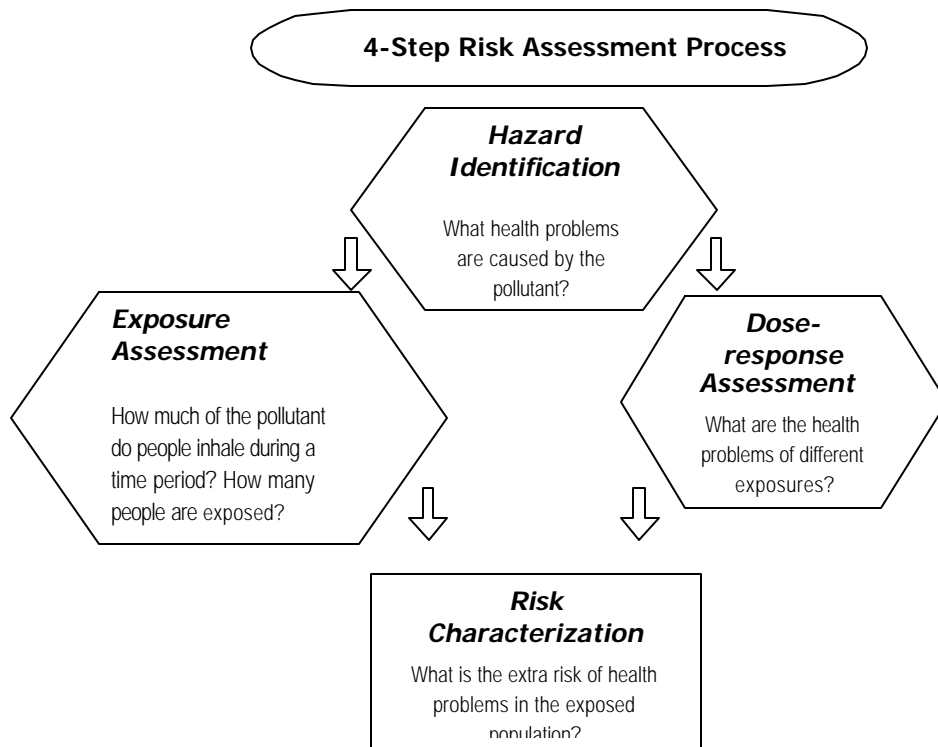 4-Step Risk Assessment Process
Hazard
Identification
What health problems
are caused by the
pollutant?
Exposure
Assessment
How much of the pollutant
do people inhale during a
time period? How many
people are exposed?
Dose-
response
Assessment
What are the health
problems of different
exposures?
Risk
Characterization
What is the extra risk of health
problems in the exposed
population?